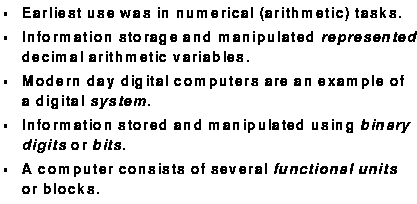 ▪ Earliest use was in numerical (arithmetic) tasks.
▪ Information storage and manipulated represented
decimal arithmetic variables.
▪ Modern day digital computers are an example of
a digital system.
▪ Information stored and manipulated using binary
digits or bits.
▪ A computer consists of several functional units
or blocks.